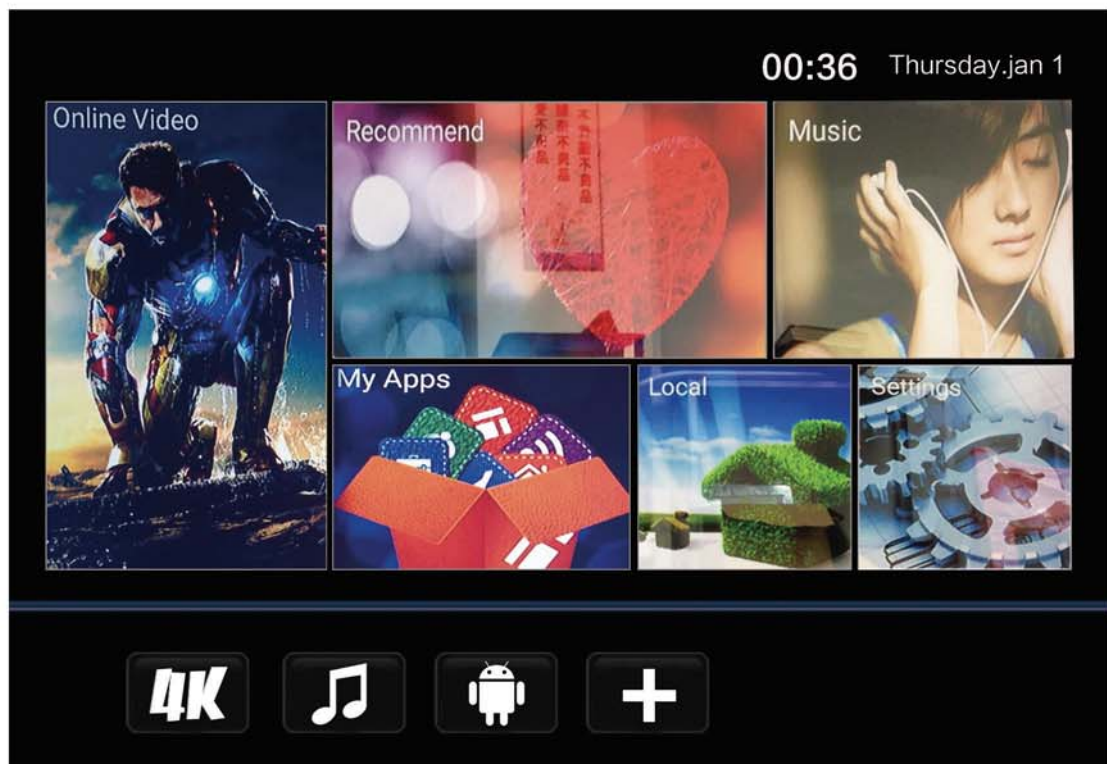 00:36 Thursday.jan 1
Online Video
Recommend
Music
My Apps
Local
Settings
4K